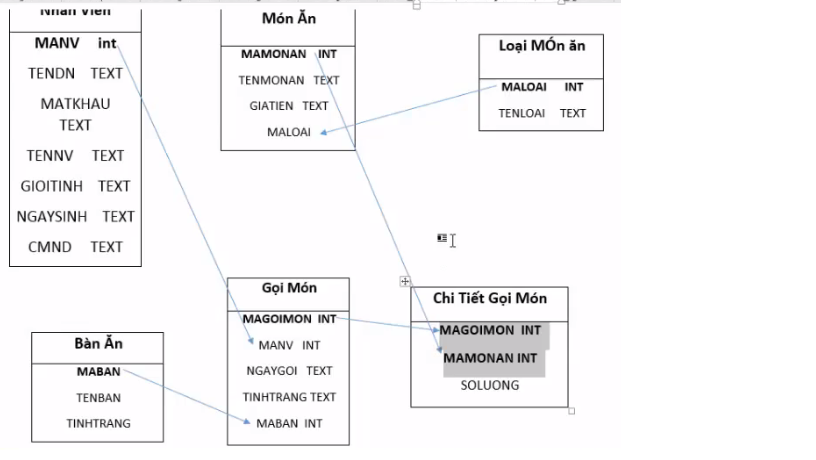 Nhân Viên
MANV int
TENDN TEXT
MATKHAU
TEXT
TENNV TEXT
GIOITINH TEXT
NGAYSINH TEXT
CMND TEXT
Món Ăn
MAMONAN INT
TENMONAN TEXT
GIATIEN TEXT
MALOAI
Loại MÓn ăn
MALOAI INT
TENLOAI TEXT
Bàn Ăn
MABAN
TENBAN
TINHTRANG
Gọi Món
MAGOIMON INT
MANV INT
NGAYGOI TEXT
TINHTRANG TEXT
MABAN INT
Chi Tiết Gọi Món
MAGOIMON INT
MAMONAN INT
SOLUONG